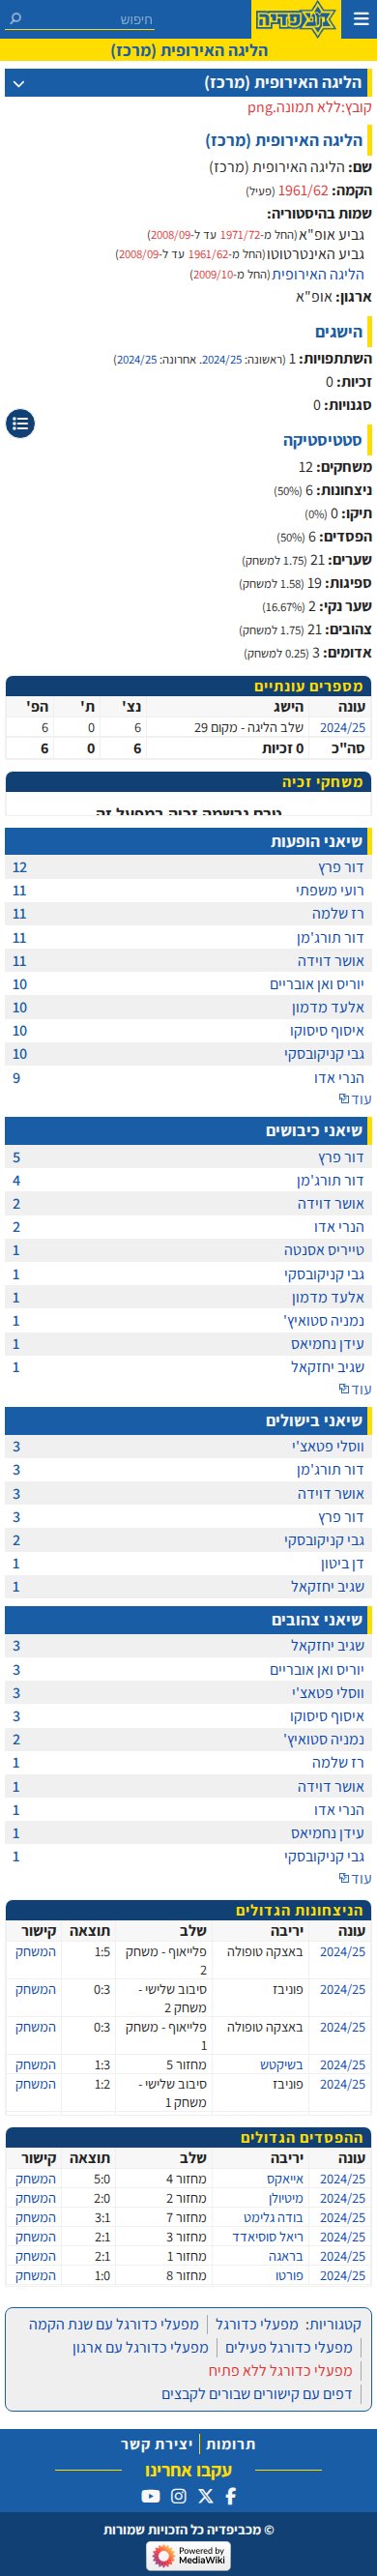 מכביפדיה
חיפוש
הליגה האירופית (מרכז)
הליגה האירופית (מרכז)
קובץ:ללא תמונה.png
הליגה האירופית (מרכז)
שם: הליגה האירופית (מרכז)
הקמה: 1961/62 (פעיל)
שמות בהיסטוריה:
גביע אופ"א (החל מ-1971/72 עד ל-2008/09)
גביע האינטרטוטו (החל מ-1961/62 עד ל-2008/09)
הליגה האירופית (החל מ-2009/10)
ארגון: אופ"א
הישגים
השתתפויות: 1 (ראשונה: 2024/25. אחרונה: 2024/25)
זכיות: 0
סגנויות: 0
סטטיסטיקה
משחקים: 12
ניצחונות: 6 (50%)
תיקו: 0 (0%)
הפסדים: 6 (50%)
שערים: 21 (1.75 למשחק)
ספיגות: 19 (1.58 למשחק)
שער נקי: 2 (16.67%)
צהובים: 21 (1.75 למשחק)
אדומים: 3 (0.25 למשחק)
מספרים עונתיים
עונה הישג נצ' ת' הפ'
2024/25 שלב הליגה - מקום 29 6 0 6
סה"כ 0 זכיות 6 0 6
משחקי זכיה
טרם נרשמה זכיה במפעל זה
שיאני הופעות
דור פרץ 12
רועי משפתי 11
רז שלמה 11
דור תורג'מן 11
אושר דוידה 11
יוריס ואן אובריים 10
אלעד מדמון 10
איסוף סיסוקו 10
גבי קניקובסקי 10
הנרי אדו 9
עוד
שיאני כיבושים
דור פרץ 5
דור תורג'מן 4
אושר דוידה 2
הנרי אדו 2
טייריס אסנטה 1
גבי קניקובסקי 1
אלעד מדמון 1
נמניה סטואיץ' 1
עידן נחמיאס 1
שגיב יחזקאל 1
עוד
שיאני בישולים
ווסלי פטאצ'י 3
דור תורג'מן 3
אושר דוידה 3
דור פרץ 3
גבי קניקובסקי 2
דן ביטון 1
שגיב יחזקאל 1
שיאני צהובים
שגיב יחזקאל 3
יוריס ואן אובריים 3
ווסלי פטאצ'י 3
איסוף סיסוקו 3
נמניה סטואיץ' 2
רז שלמה 1
אושר דוידה 1
הנרי אדו 1
עידן נחמיאס 1
גבי קניקובסקי 1
עוד
הניצחונות הגדולים
עונה יריבה שלב תוצאה קישור
2024/25 באצקה טופולה פלייאוף - משחק 1:5 המשחק
2
2024/25 פוניבז סיבוב שלישי - 0:3 המשחק
משחק 2
2024/25 באצקה טופולה פלייאוף - משחק 0:3 המשחק
1
2024/25 בשיקטש מחזור 5 1:3 המשחק
2024/25 פוניבז סיבוב שלישי - 1:2 המשחק
משחק 1
ההפסדים הגדולים
עונה יריבה שלב תוצאה קישור
2024/25 אייאקס מחזור 4 5:0 המשחק
2024/25 מיטיולן מחזור 2 2:0 המשחק
2024/25 בודה גלימט מחזור 7 3:1 המשחק
2024/25 ריאל סוסיאדד מחזור 3 2:1 המשחק
2024/25 בראגה מחזור 1 2:1 המשחק
2024/25 פורטו מחזור 8 1:0 המשחק
קטגוריות: מפעלי כדורגל | מפעלי כדורגל עם שנת הקמה
| מפעלי כדורגל פעילים | מפעלי כדורגל עם ארגון
| מפעלי כדורגל ללא פתיח
| דפים עם קישורים שבורים לקבצים
תרומות | יצירת קשר
עקבו אחרינו
© מכביפדיה כל הזכויות שמורות
Powered by
MediaWiki